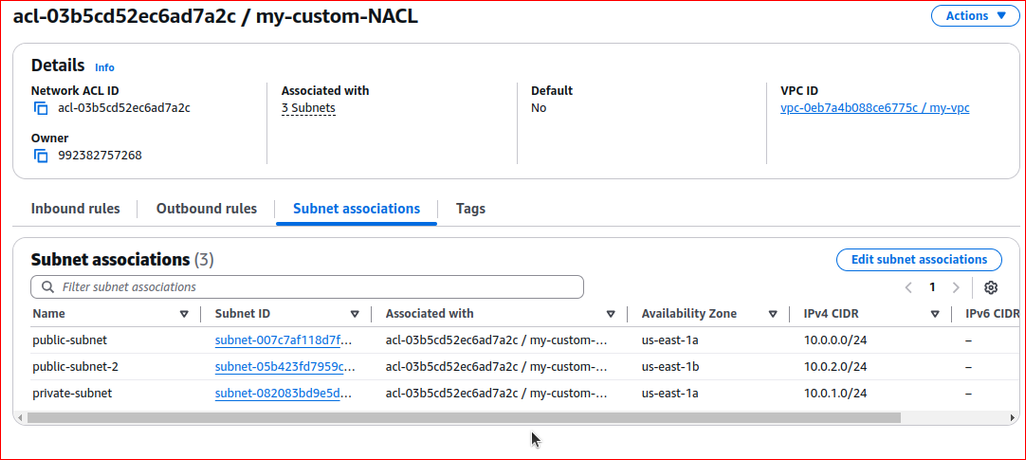 acl-03b5cd52ec6ad7a2c / my-custom-NACL
Actions
Details Info
Network ACL ID
acl-03b5cd52ec6ad7a2c
Associated with
3 Subnets
Default
No
VPC ID
vpc-0eb7a4b088ce6775c / my-vpc
Owner
992382757268
Inbound rules Outbound rules Subnet associations Tags
Subnet associations (3)
Edit subnet associations
Filter subnet associations
1
Name Subnet ID Associated with Availability Zone IPv4 CIDR IPv6 CIDR
public-subnet subnet-007c7af118d7f... acl-03b5cd52ec6ad7a2c / my-custom-... us-east-1a 10.0.0.0/24 –
public-subnet-2 subnet-05b423fd7959c... acl-03b5cd52ec6ad7a2c / my-custom-... us-east-1b 10.0.2.0/24 –
private-subnet subnet-082083bd9e5d... acl-03b5cd52ec6ad7a2c / my-custom-... us-east-1a 10.0.1.0/24 –